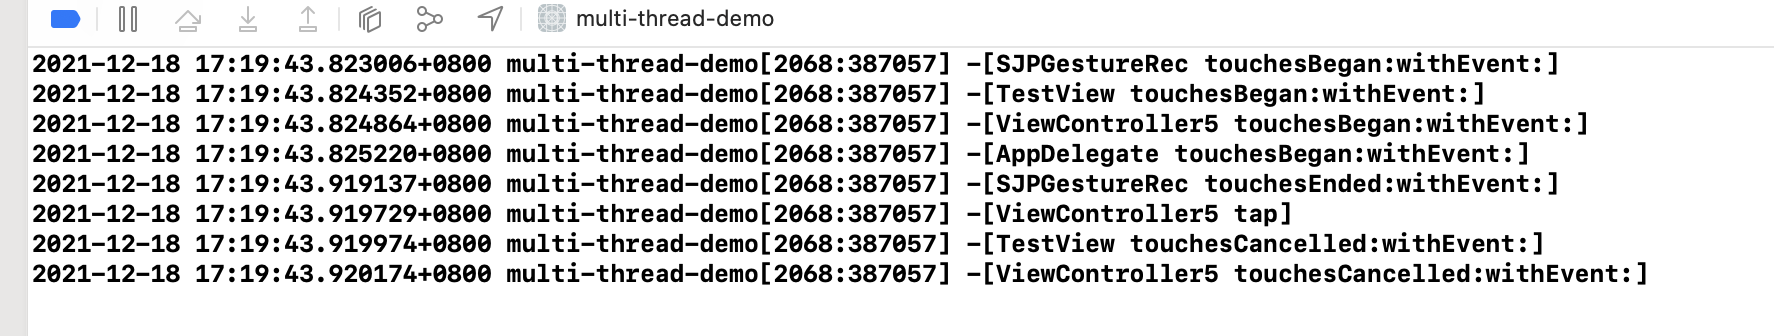 multi-thread-demo
2021-12-18 17:19:43.823006+0800 multi-thread-demo[2068:387057] -[SJPGestureRec touchesBegan:withEvent:]
2021-12-18 17:19:43.824352+0800 multi-thread-demo[2068:387057] -[TestView touchesBegan:withEvent:]
2021-12-18 17:19:43.824864+0800 multi-thread-demo[2068:387057] -[ViewController5 touchesBegan:withEvent:]
2021-12-18 17:19:43.825220+0800 multi-thread-demo[2068:387057] -[AppDelegate touchesBegan:withEvent:]
2021-12-18 17:19:43.919137+0800 multi-thread-demo[2068:387057] -[SJPGestureRec touchesEnded:withEvent:]
2021-12-18 17:19:43.919729+0800 multi-thread-demo[2068:387057] -[ViewController5 tap]
2021-12-18 17:19:43.919974+0800 multi-thread-demo[2068:387057] -[TestView touchesCancelled:withEvent:]
2021-12-18 17:19:43.920174+0800 multi-thread-demo[2068:387057] -[ViewController5 touchesCancelled:withEvent:]